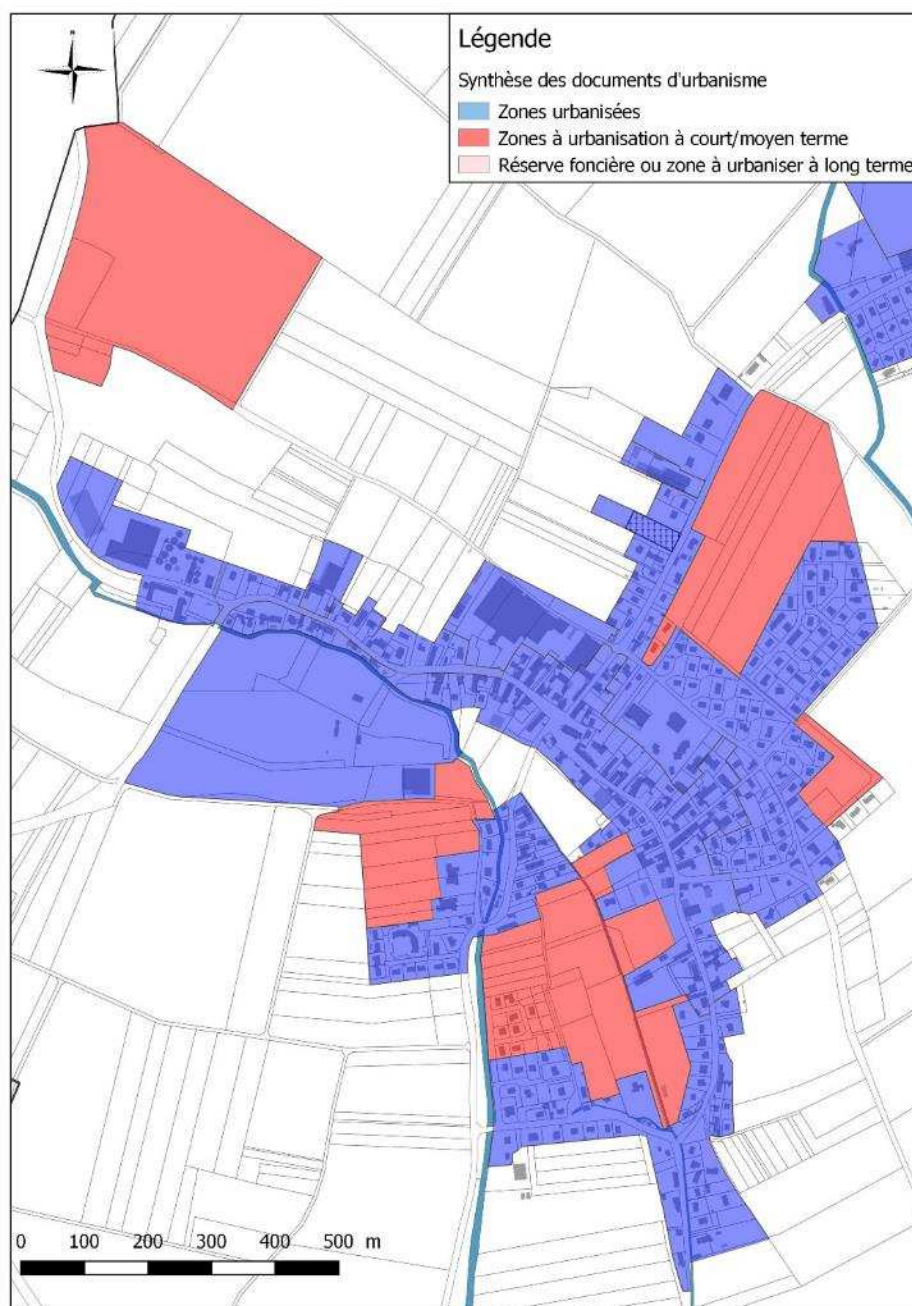 N
Légende
Synthèse des documents d'urbanisme
Zones urbanisées
Zones à urbanisation à court/moyen terme
Réserve foncière ou zone à urbaniser à long terme
0 100 200 300 400 500 m